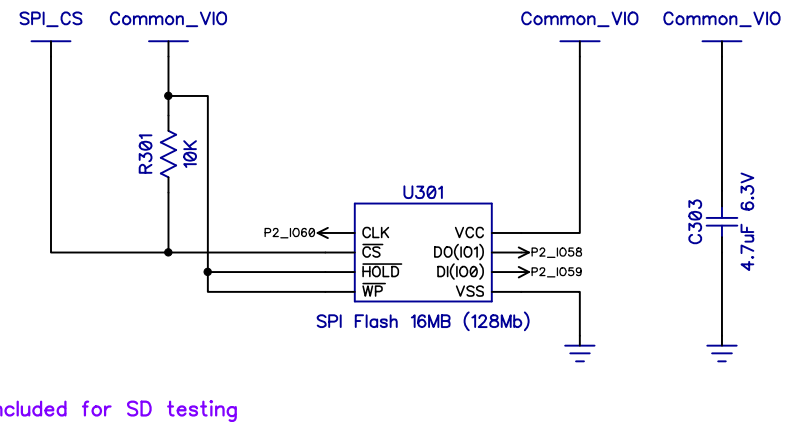 SPI_CS Common_VIO Common_VIO Common_VIO
R301
10K
U301
P2_IO60 CLK VCC
CS DO(IO1) P2_IO58
HOLD DI(IO0) P2_IO59
WP VSS
SPI Flash 16MB (128Mb)
C303
4.7uF 6.3V
ncluded for SD testing